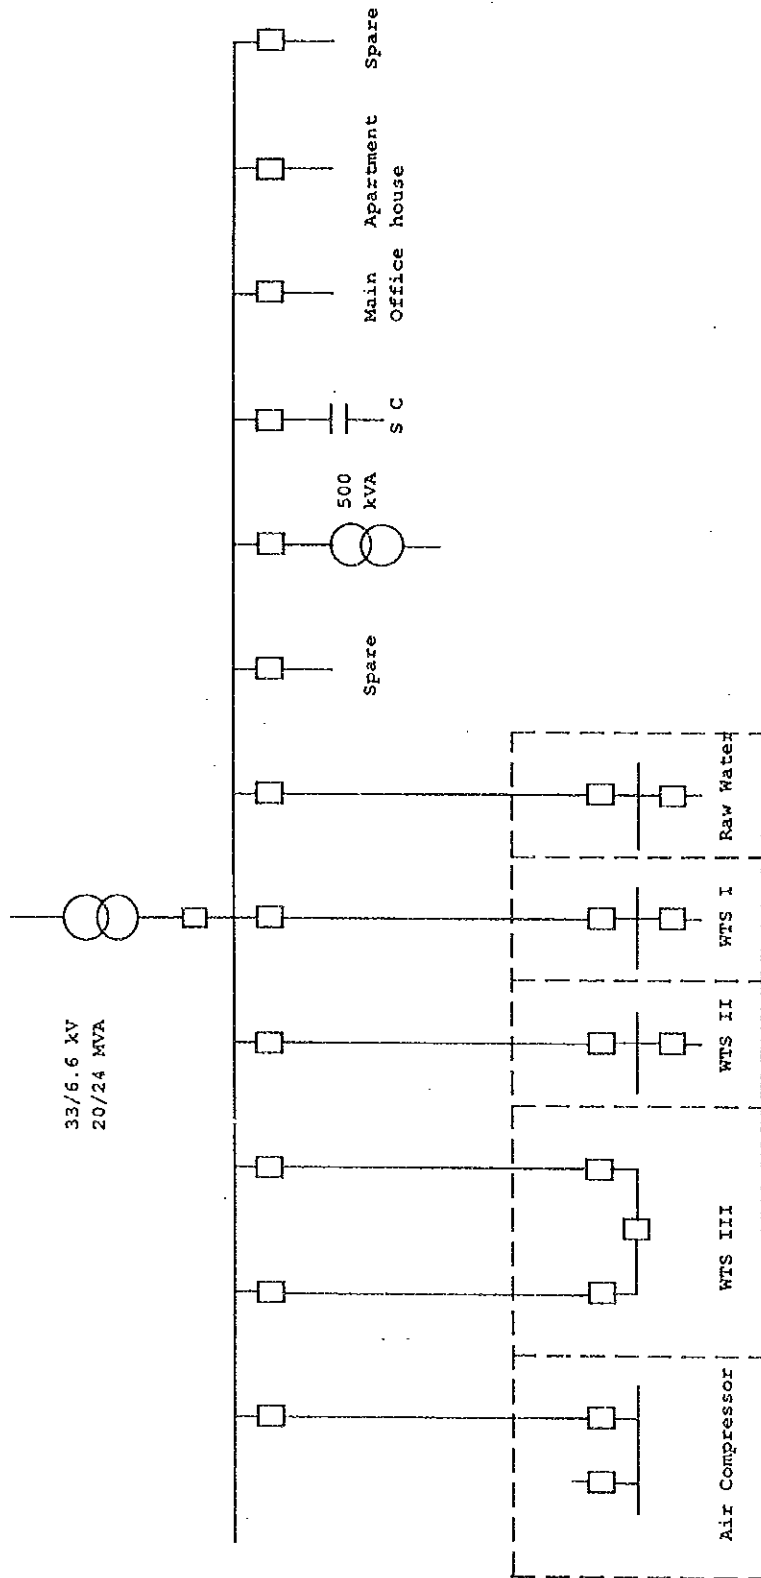 33/6.6 kV
20/24 MVA
Air Compressor
WTS III
WTS II
WTS I
Raw Water
Spare
500
kVA
S C
Main
Office
Apartment
house
Spare